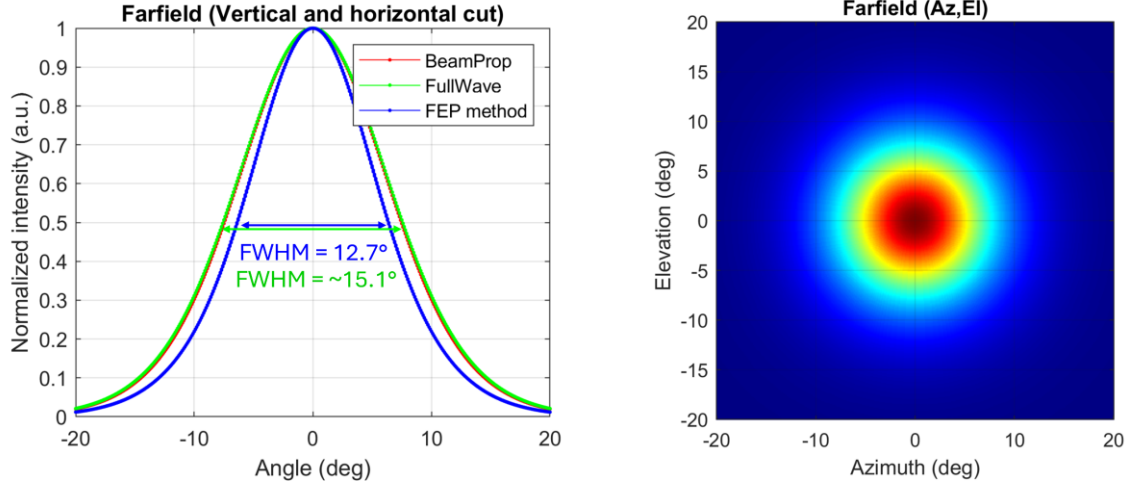 Farfield (Vertical and horizontal cut)
Normalized intensity (a.u.)
1
0.9
0.8
0.7
0.6
0.5
0.4
0.3
0.2
0.1
0
BeamProp
FullWave
FEP method
FWHM = 12.7°
FWHM = ~15.1°
-20
-10
0
10
20
Angle (deg)
Farfield (Az,El)
Elevation (deg)
20
15
10
5
0
-5
-10
-15
-20
-20
-10
0
10
20
Azimuth (deg)